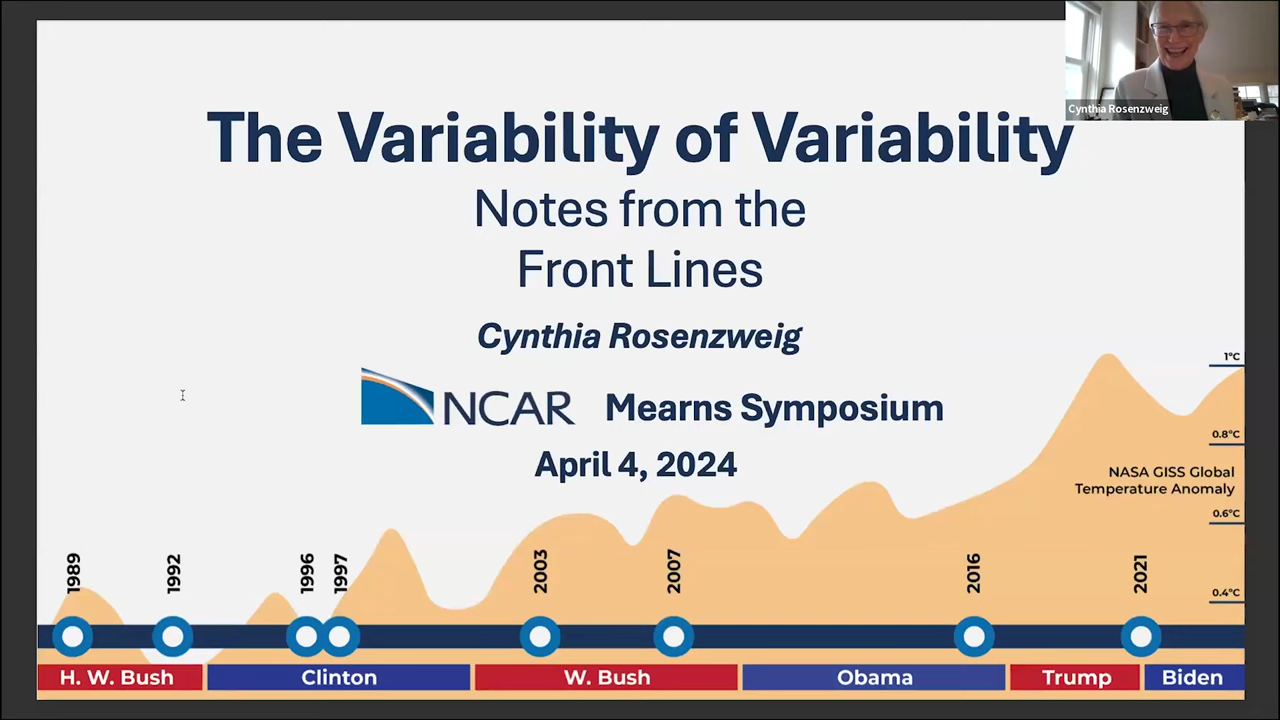 Cynthia Rosenzweig
The Variability of Variability
Notes from the
Front Lines
Cynthia Rosenzweig
NCAR Mearns Symposium
April 4, 2024
1°C
0.8°C
NASA GISS Global
Temperature Anomaly
0.6°C
0.4°C
1989 1992 1996 1997 2003 2007 2016 2021
H. W. Bush Clinton W. Bush Obama Trump Biden